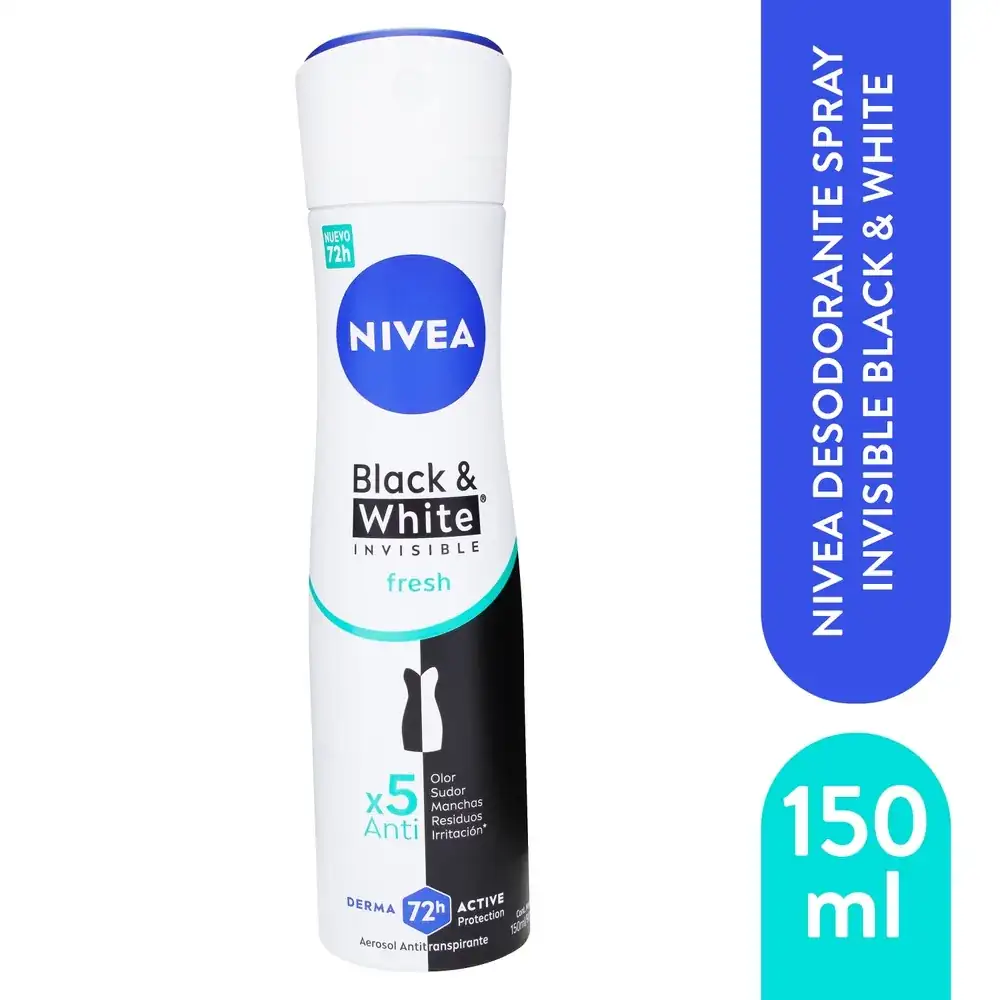 NUEVO
72h
NIVEA
Black &
White®
INVISIBLE
fresh
x5
Anti
Olor
Sudor
Manchas
Residuos
Irritación*
DERMA
72h
ACTIVE
Protection
Aerosol Antitranspirante
NIVEA DESODORANTE SPRAY
INVISIBLE BLACK & WHITE
150
ml